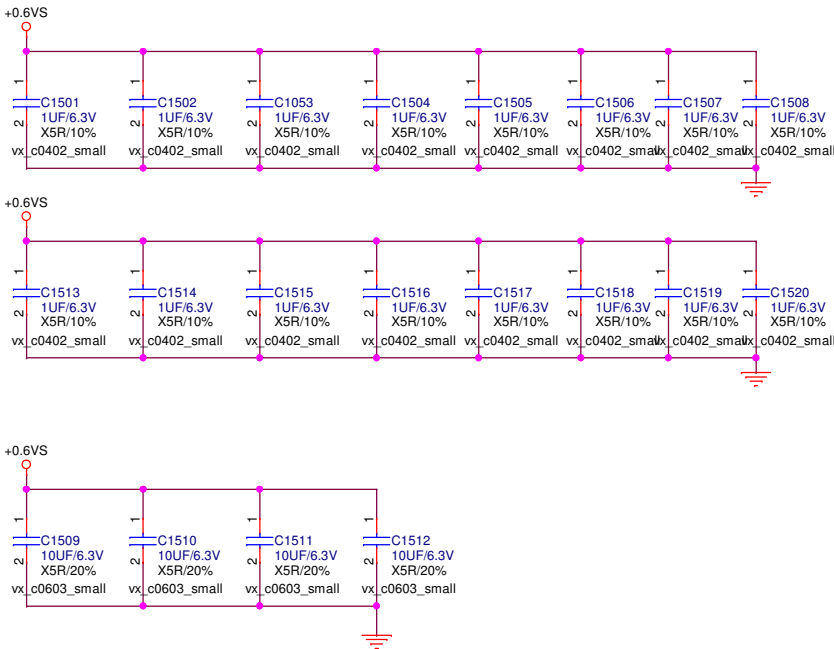 +0.6VS
1 1 1 1 1 1 1 1
C1501 C1502 C1053 C1504 C1505 C1506 C1507 C1508
1UF/6.3V 1UF/6.3V 1UF/6.3V 1UF/6.3V 1UF/6.3V 1UF/6.3V 1UF/6.3V 1UF/6.3V
2 2 2 2 2 2 2 2
X5R/10% X5R/10% X5R/10% X5R/10% X5R/10% X5R/10% X5R/10% X5R/10%
vx_c0402_small vx_c0402_small vx_c0402_small vx_c0402_small vx_c0402_small vx_c0402_small vx_c0402_small vx_c0402_small
+0.6VS
1 1 1 1 1 1 1 1
C1513 C1514 C1515 C1516 C1517 C1518 C1519 C1520
1UF/6.3V 1UF/6.3V 1UF/6.3V 1UF/6.3V 1UF/6.3V 1UF/6.3V 1UF/6.3V 1UF/6.3V
2 2 2 2 2 2 2 2
X5R/10% X5R/10% X5R/10% X5R/10% X5R/10% X5R/10% X5R/10% X5R/10%
vx_c0402_small vx_c0402_small vx_c0402_small vx_c0402_small vx_c0402_small vx_c0402_small vx_c0402_small vx_c0402_small
+0.6VS
1 1 1 1
C1509 C1510 C1511 C1512
10UF/6.3V 10UF/6.3V 10UF/6.3V 10UF/6.3V
2 2 2 2
X5R/20% X5R/20% X5R/20% X5R/20%
vx_c0603_small vx_c0603_small vx_c0603_small vx_c0603_small